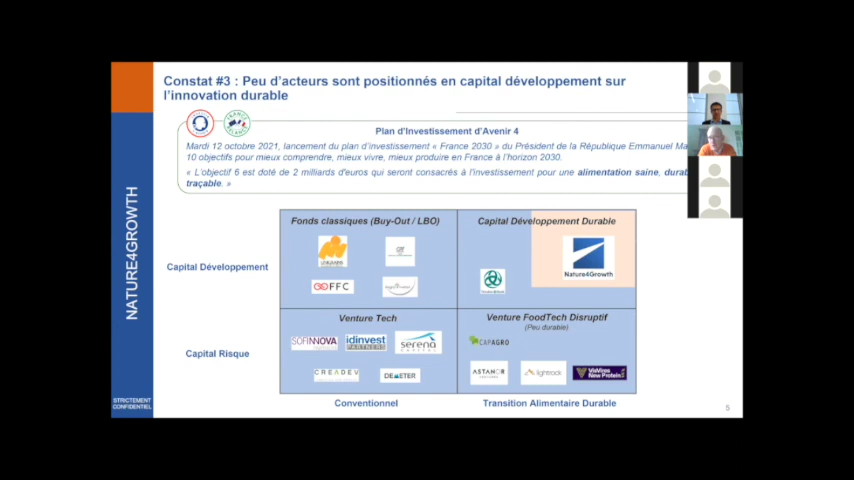 Constat #3 : Peu d'acteurs sont positionnés en capital développement sur
l'innovation durable
Plan d'Investissement d'Avenir 4
Mardi 12 octobre 2021, lancement du plan d'investissement « France 2030 » du Président de la République Emmanuel Ma
10 objectifs pour mieux comprendre, mieux vivre, mieux produire en France à l'horizon 2030.
« L'objectif 6 est doté de 2 milliards d'euros qui seront consacrés à l'investissement pour une alimentation saine, durab
traçable. »
NATURE4GROWTH
STRICTEMENT
CONFIDENTIEL
Capital Développement
Capital Risque
Fonds classiques (Buy-Out / LBO)
FFC
Capital Développement Durable
Nature4Growth
Venture Tech
SOFINNOVA
idinvest
PARTNERS
serena
CAPITAL
CREADEV
DEMETER
Venture FoodTech Disruptif
(Peu durable)
CAPAGRO
ASTANOR
lightrock
VisVires
New Protein
Conventionnel
Transition Alimentaire Durable
5